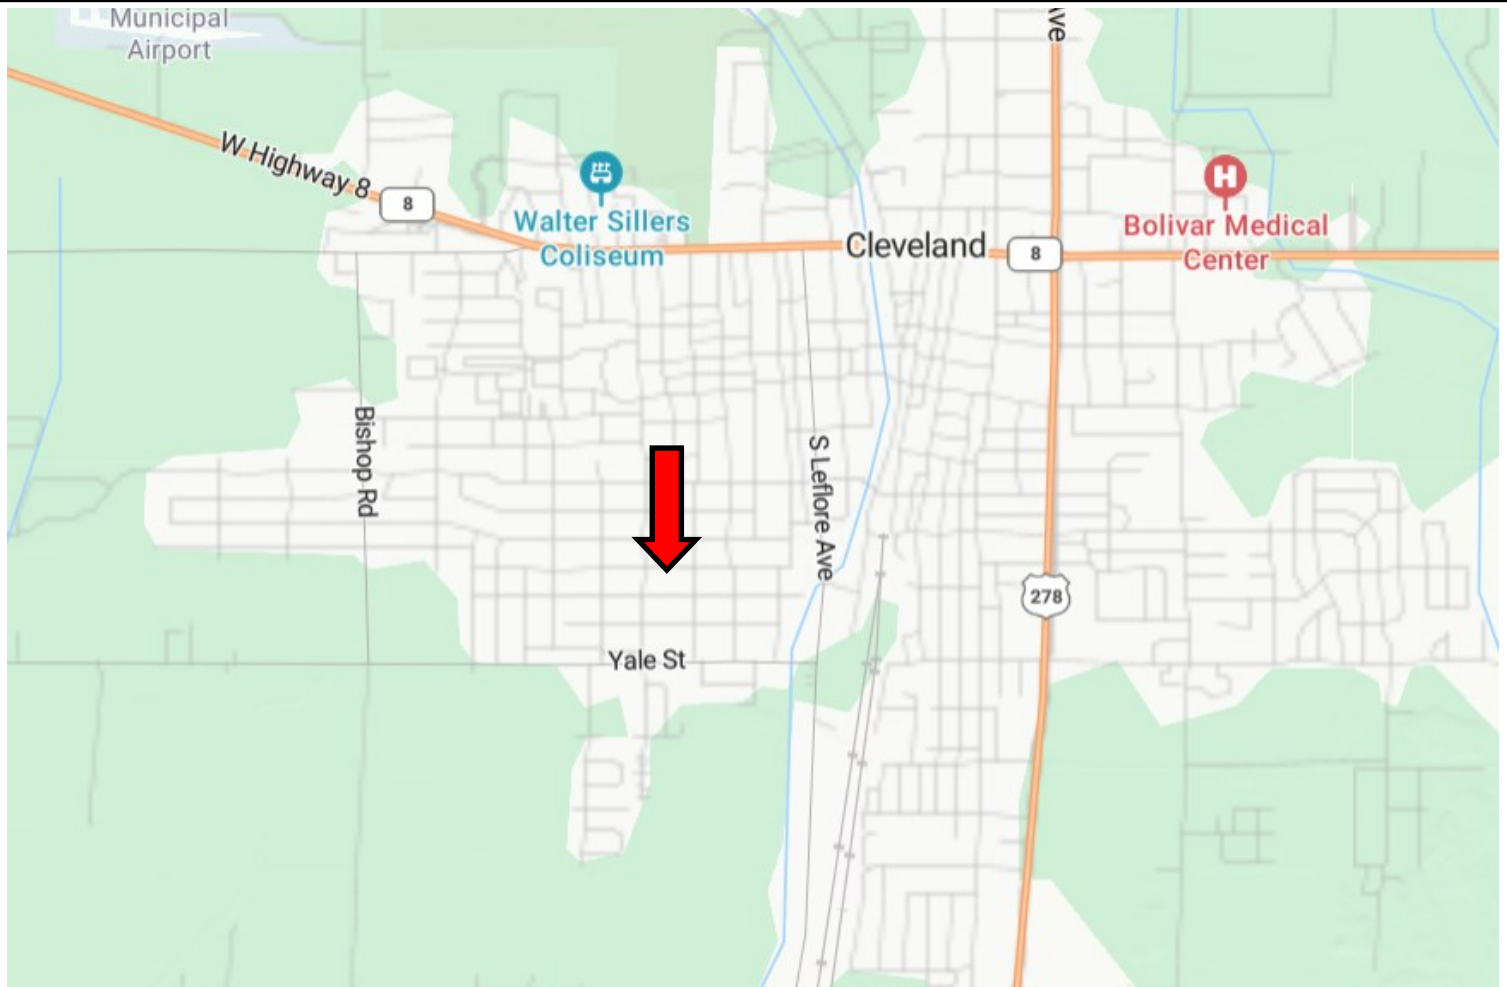 Municipal
Airport
ve
W Highway 8
8
Walter Sillers
Coliseum
Cleveland
8
Bolivar Medical
Center
H
Bishop Rd
S Leflore Ave
278
Yale St